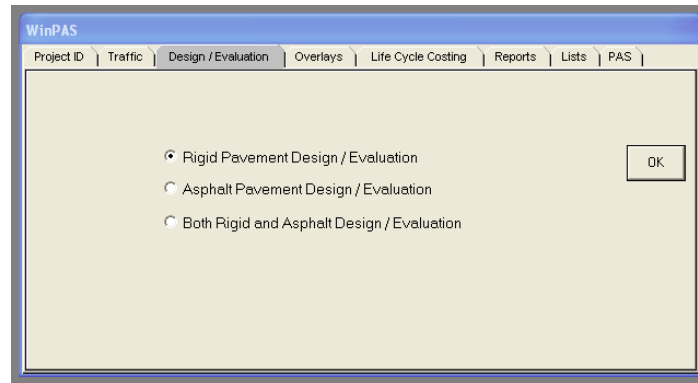 WinPAS
Project ID Traffic Design / Evaluation Overlays Life Cycle Costing Reports Lists PAS
Rigid Pavement Design / Evaluation
OK
Asphalt Pavement Design / Evaluation
Both Rigid and Asphalt Design / Evaluation